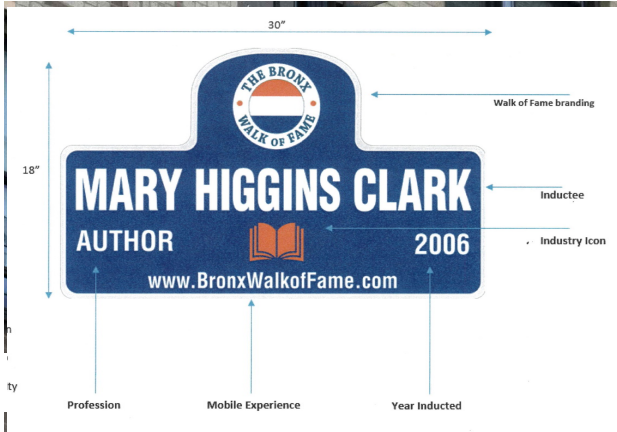 30"
THE BRONX
WALK OF FAME
Walk of Fame branding
18"
MARY HIGGINS CLARK
Inductee
AUTHOR
2006
Industry Icon
www.BronxWalkofFame.com
Profession
Mobile Experience
Year Inducted